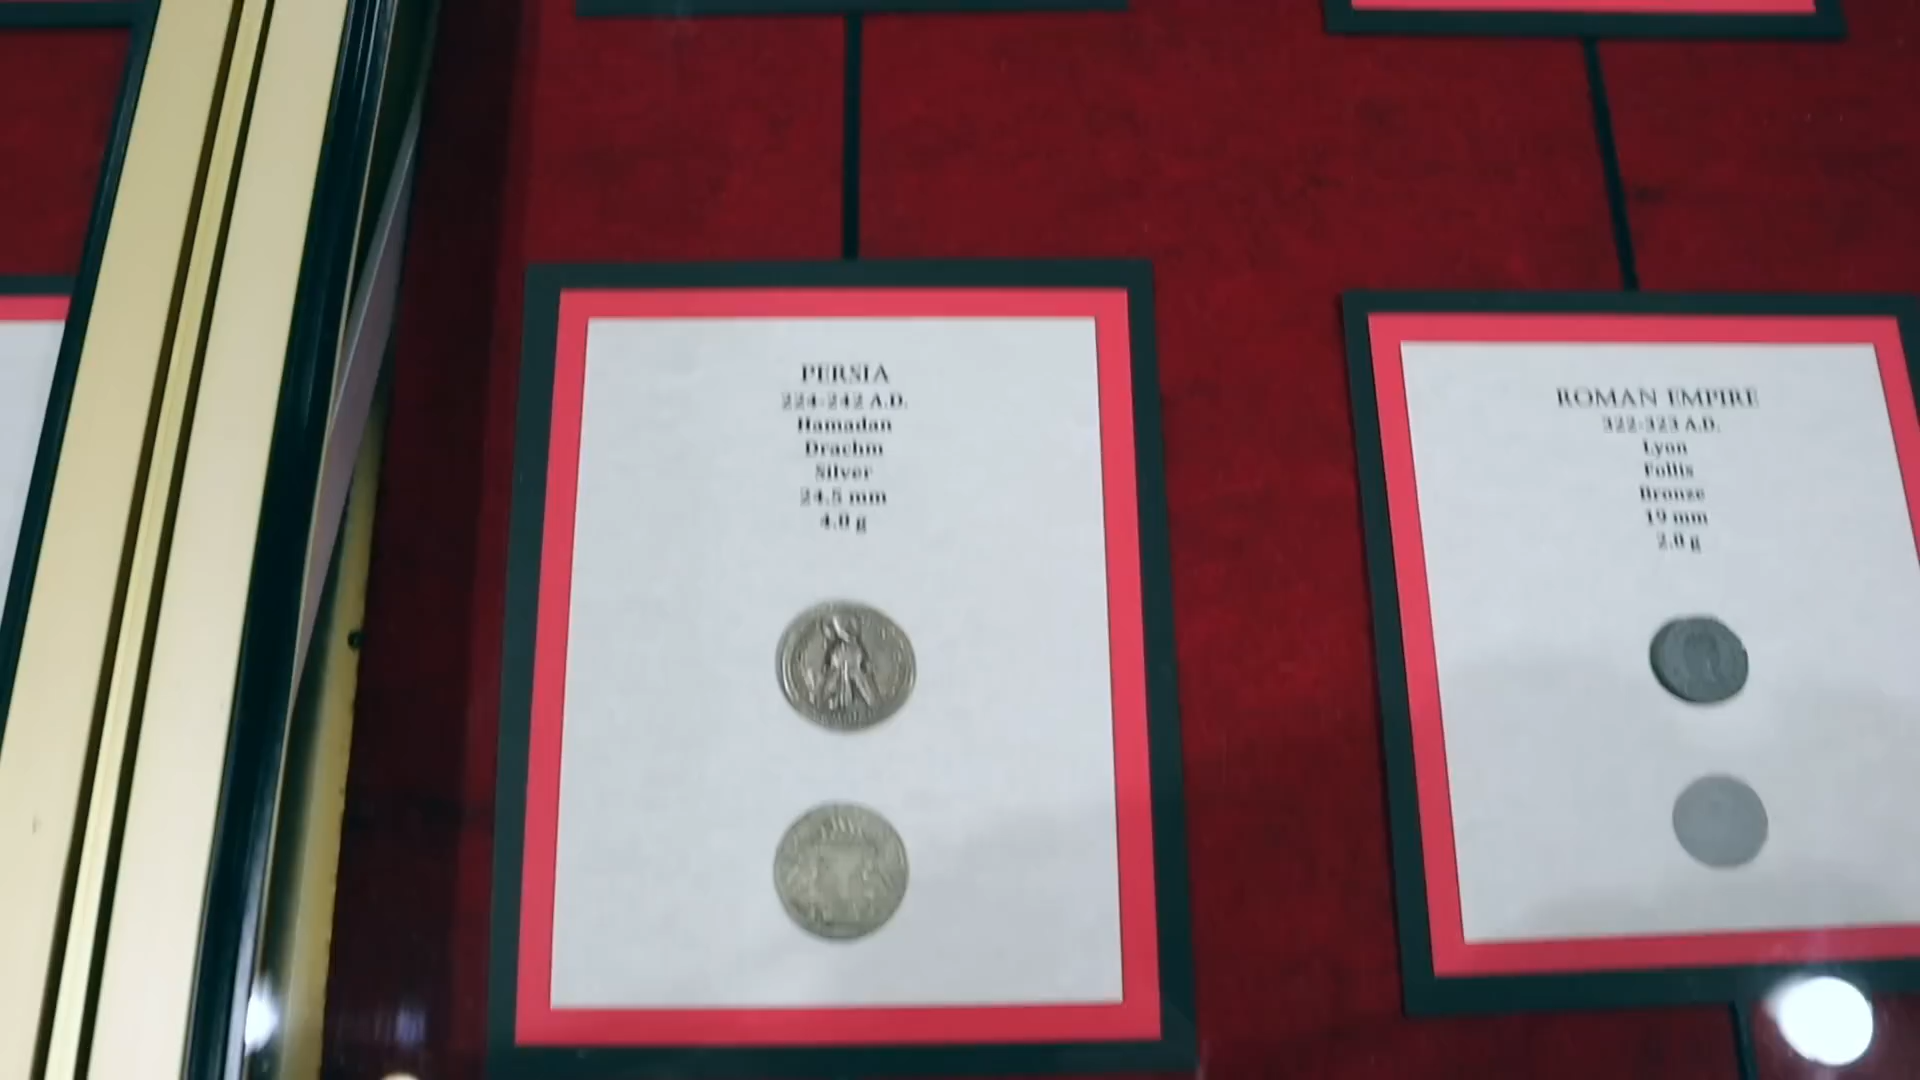 PERSIA
224-242 A.D.
Hamadan
Drachm
Silver
24.5 mm
4.0 g
ROMAN EMPIRE
322-323 A.D.
Lyon
Follis
Bronze
19 mm
2.0 g